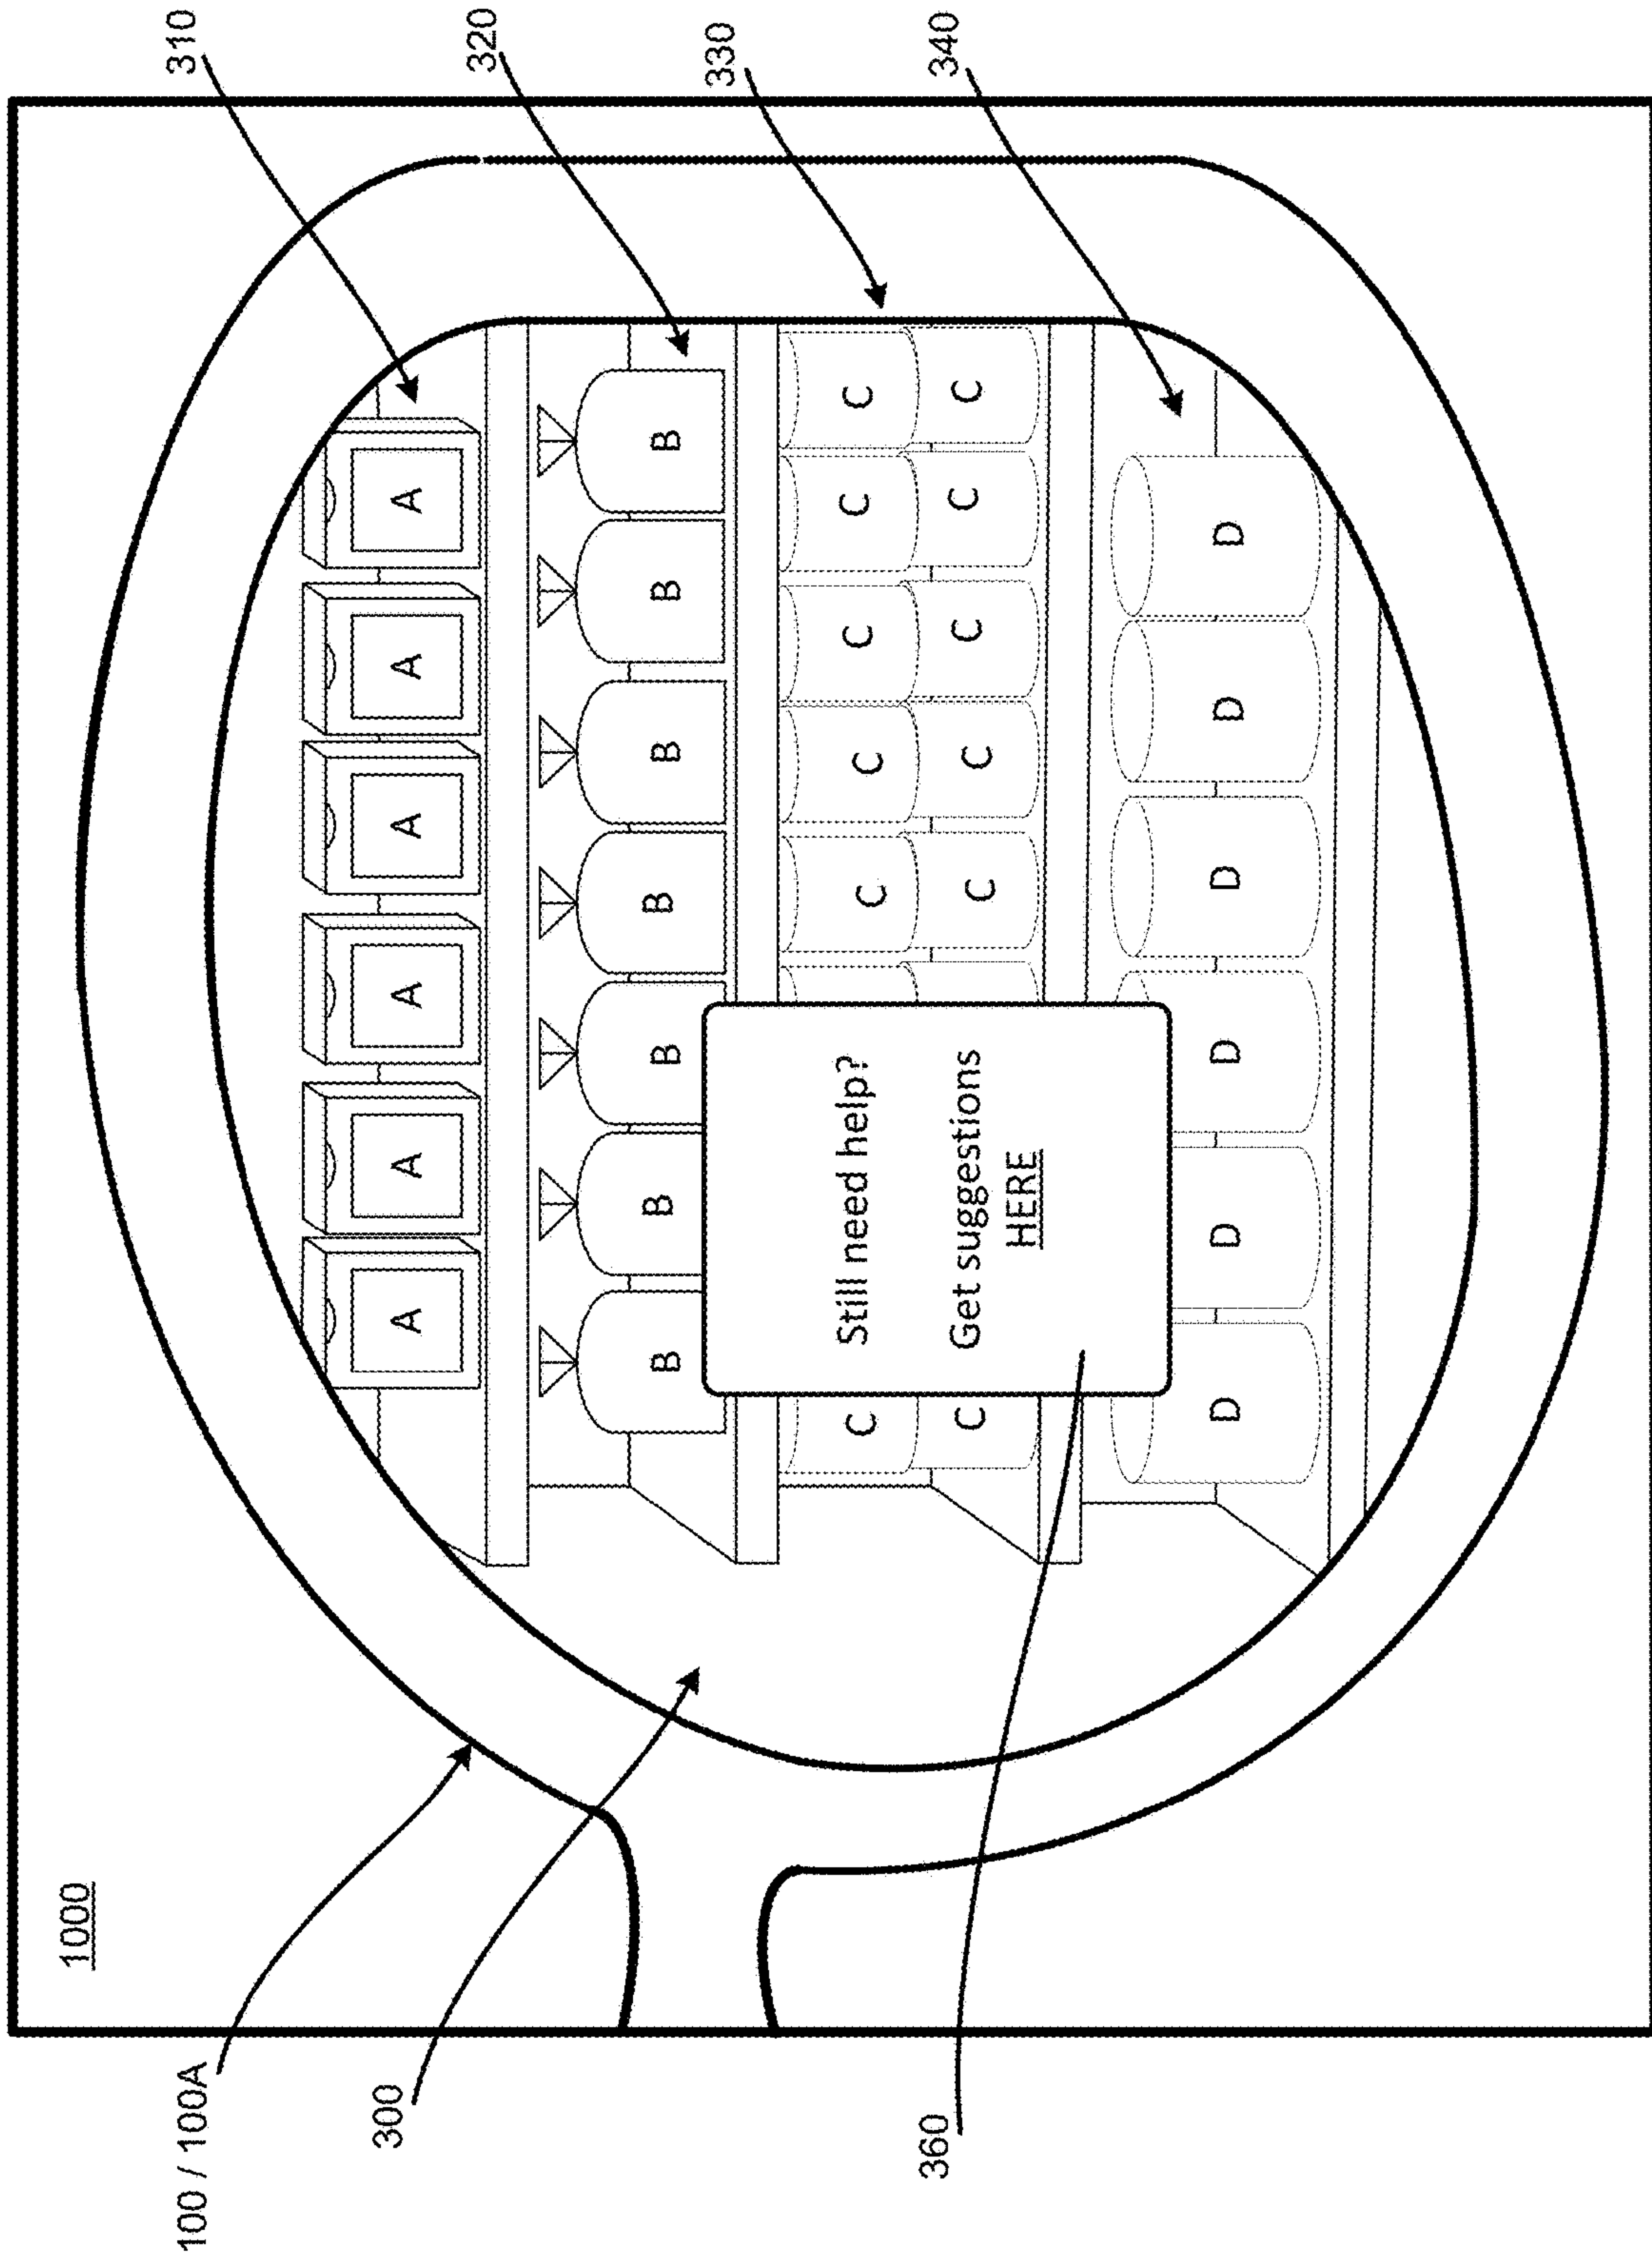 1000
100 / 100A
310
300
A A A A A A
320
B B B B B B B
330
C C C C C C
Still need help?
340
360
C C C C C C
Get suggestions
HERE
D D D D D D